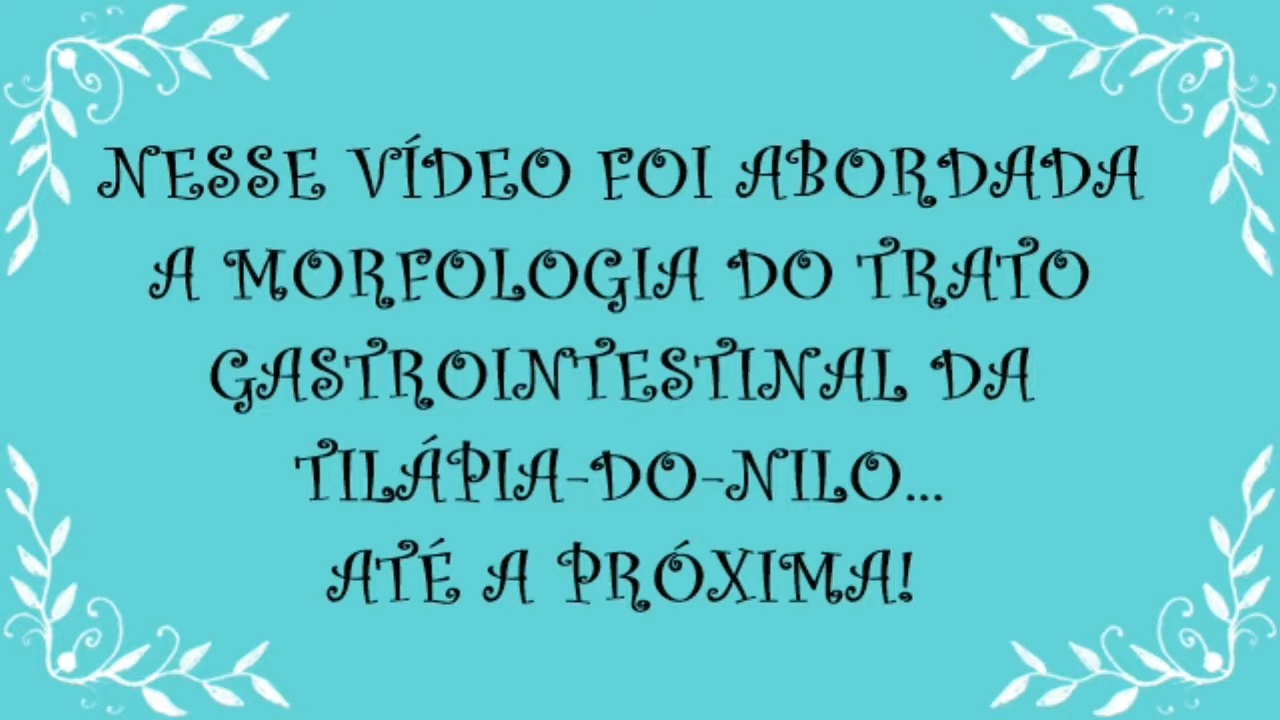 NESSE VÍDEO FOI ABORDADA
A MORFOLOGIA DO TRATO
GASTROINTESTINAL DA
TILÁPIA-DO-NILO...
ATÉ A PRÓXIMA!